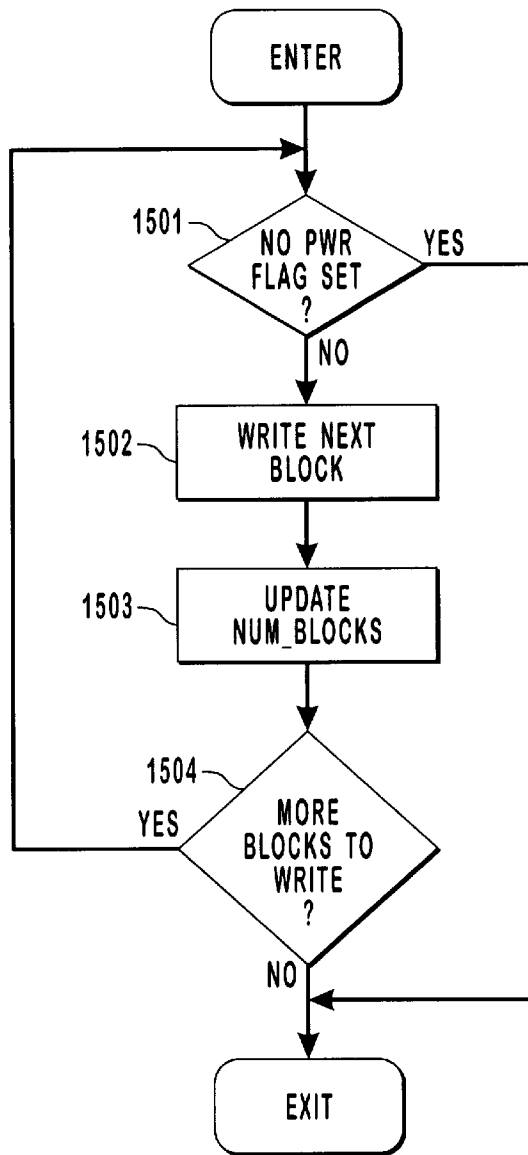 ENTER
1501
NO PWR
FLAG SET
?
YES
NO
1502
WRITE NEXT
BLOCK
1503
UPDATE
NUM_BLOCKS
1504
YES
MORE
BLOCKS TO
WRITE
?
NO
EXIT